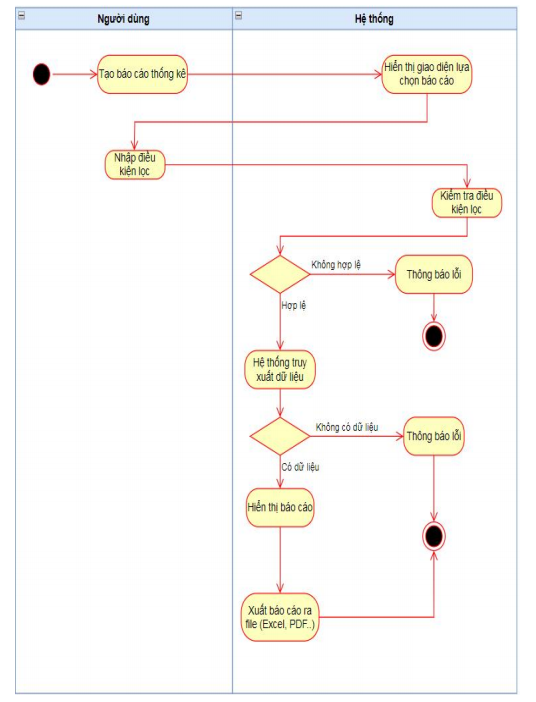 Người dùng
Hệ thống
Tạo báo cáo thống kê
Hiển thị giao diện lựa
chọn báo cáo
Nhập điều
kiện lọc
Kiểm tra điều
kiện lọc
Không hợp lệ
Thông báo lỗi
Hợp lệ
Hệ thống truy
xuất dữ liệu
Không có dữ liệu
Thông báo lỗi
Có dữ liệu
Hiển thị báo cáo
Xuất báo cáo ra
file (Excel, PDF..)